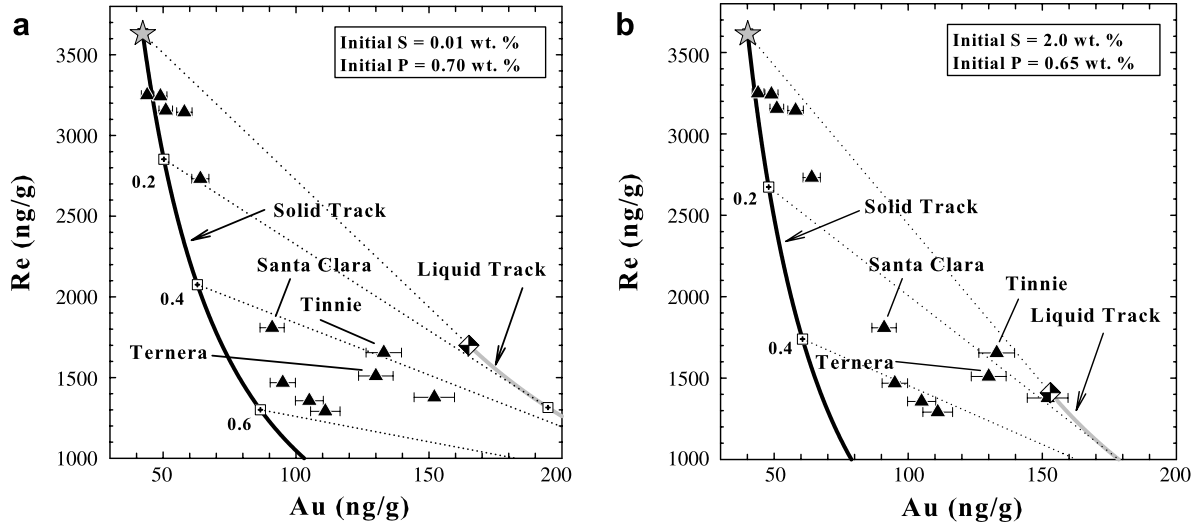 a
Initial S = 0.01 wt. %
Initial P = 0.70 wt. %
3500
3000
2500
2000
1500
1000
Re (ng/g)
0.2
Solid Track
Santa Clara
Liquid Track
0.4
Tinnie
Ternera
0.6
50
100
150
200
Au (ng/g)
b
Initial S = 2.0 wt. %
Initial P = 0.65 wt. %
3500
3000
2500
2000
1500
1000
Re (ng/g)
0.2
Solid Track
Santa Clara
Tinnie
Liquid Track
0.4
Ternera
50
100
150
200
Au (ng/g)